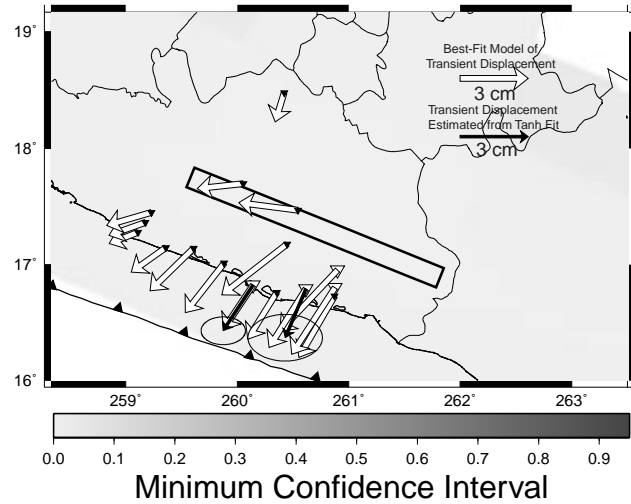 19˚
18˚
17˚
16˚
Best-Fit Model of
Transient Displacement
3 cm
Transient Displacement
Estimated from Tanh Fit
3 cm
259˚ 260˚ 261˚ 262˚ 263˚
0.0 0.1 0.2 0.3 0.4 0.5 0.6 0.7 0.8 0.9
Minimum Confidence Interval